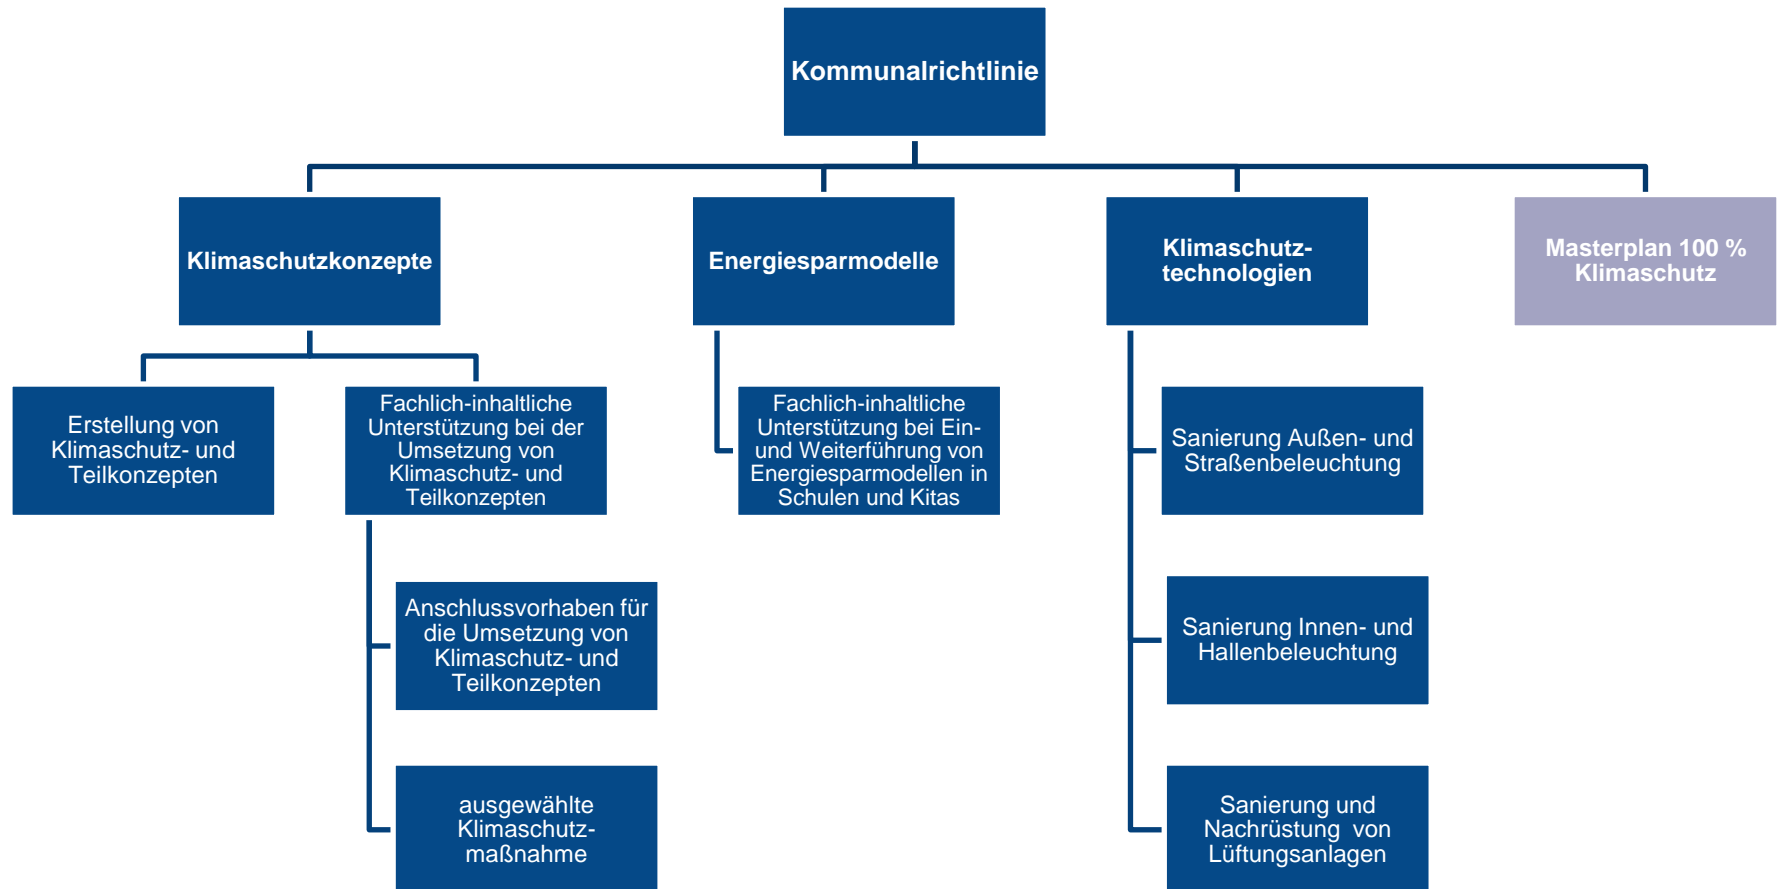 Kommunalrichtlinie
Klimaschutzkonzepte
Energiesparmodelle
Klimaschutz-
technologien
Masterplan 100 %
Klimaschutz
Erstellung von
Klimaschutz- und
Teilkonzepten
Fachlich-inhaltliche
Unterstützung bei der
Umsetzung von
Klimaschutz- und
Teilkonzepten
Fachlich-inhaltliche
Unterstützung bei Ein-
und Weiterführung von
Energiesparmodellen in
Schulen und Kitas
Sanierung Außen- und
Straßenbeleuchtung
Anschlussvorhaben für
die Umsetzung von
Klimaschutz- und
Teilkonzepten
Sanierung Innen- und
Hallenbeleuchtung
ausgewählte
Klimaschutz-
maßnahme
Sanierung und
Nachrüstung von
Lüftungsanlagen